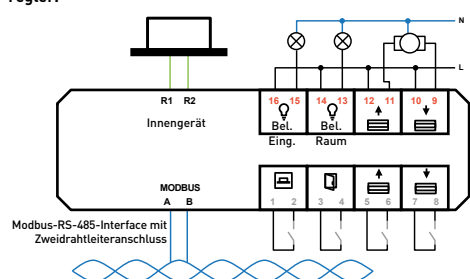 regler:
N
L
R1 R2
16 15 14 13 12 11 10 9
Innengerät
Bel. Bel.
Eing. Raum
MODBUS
A B
1 2 3 4 5 6 7 8
Modbus-RS-485-Interface mit
Zweidrahtleiteranschluss